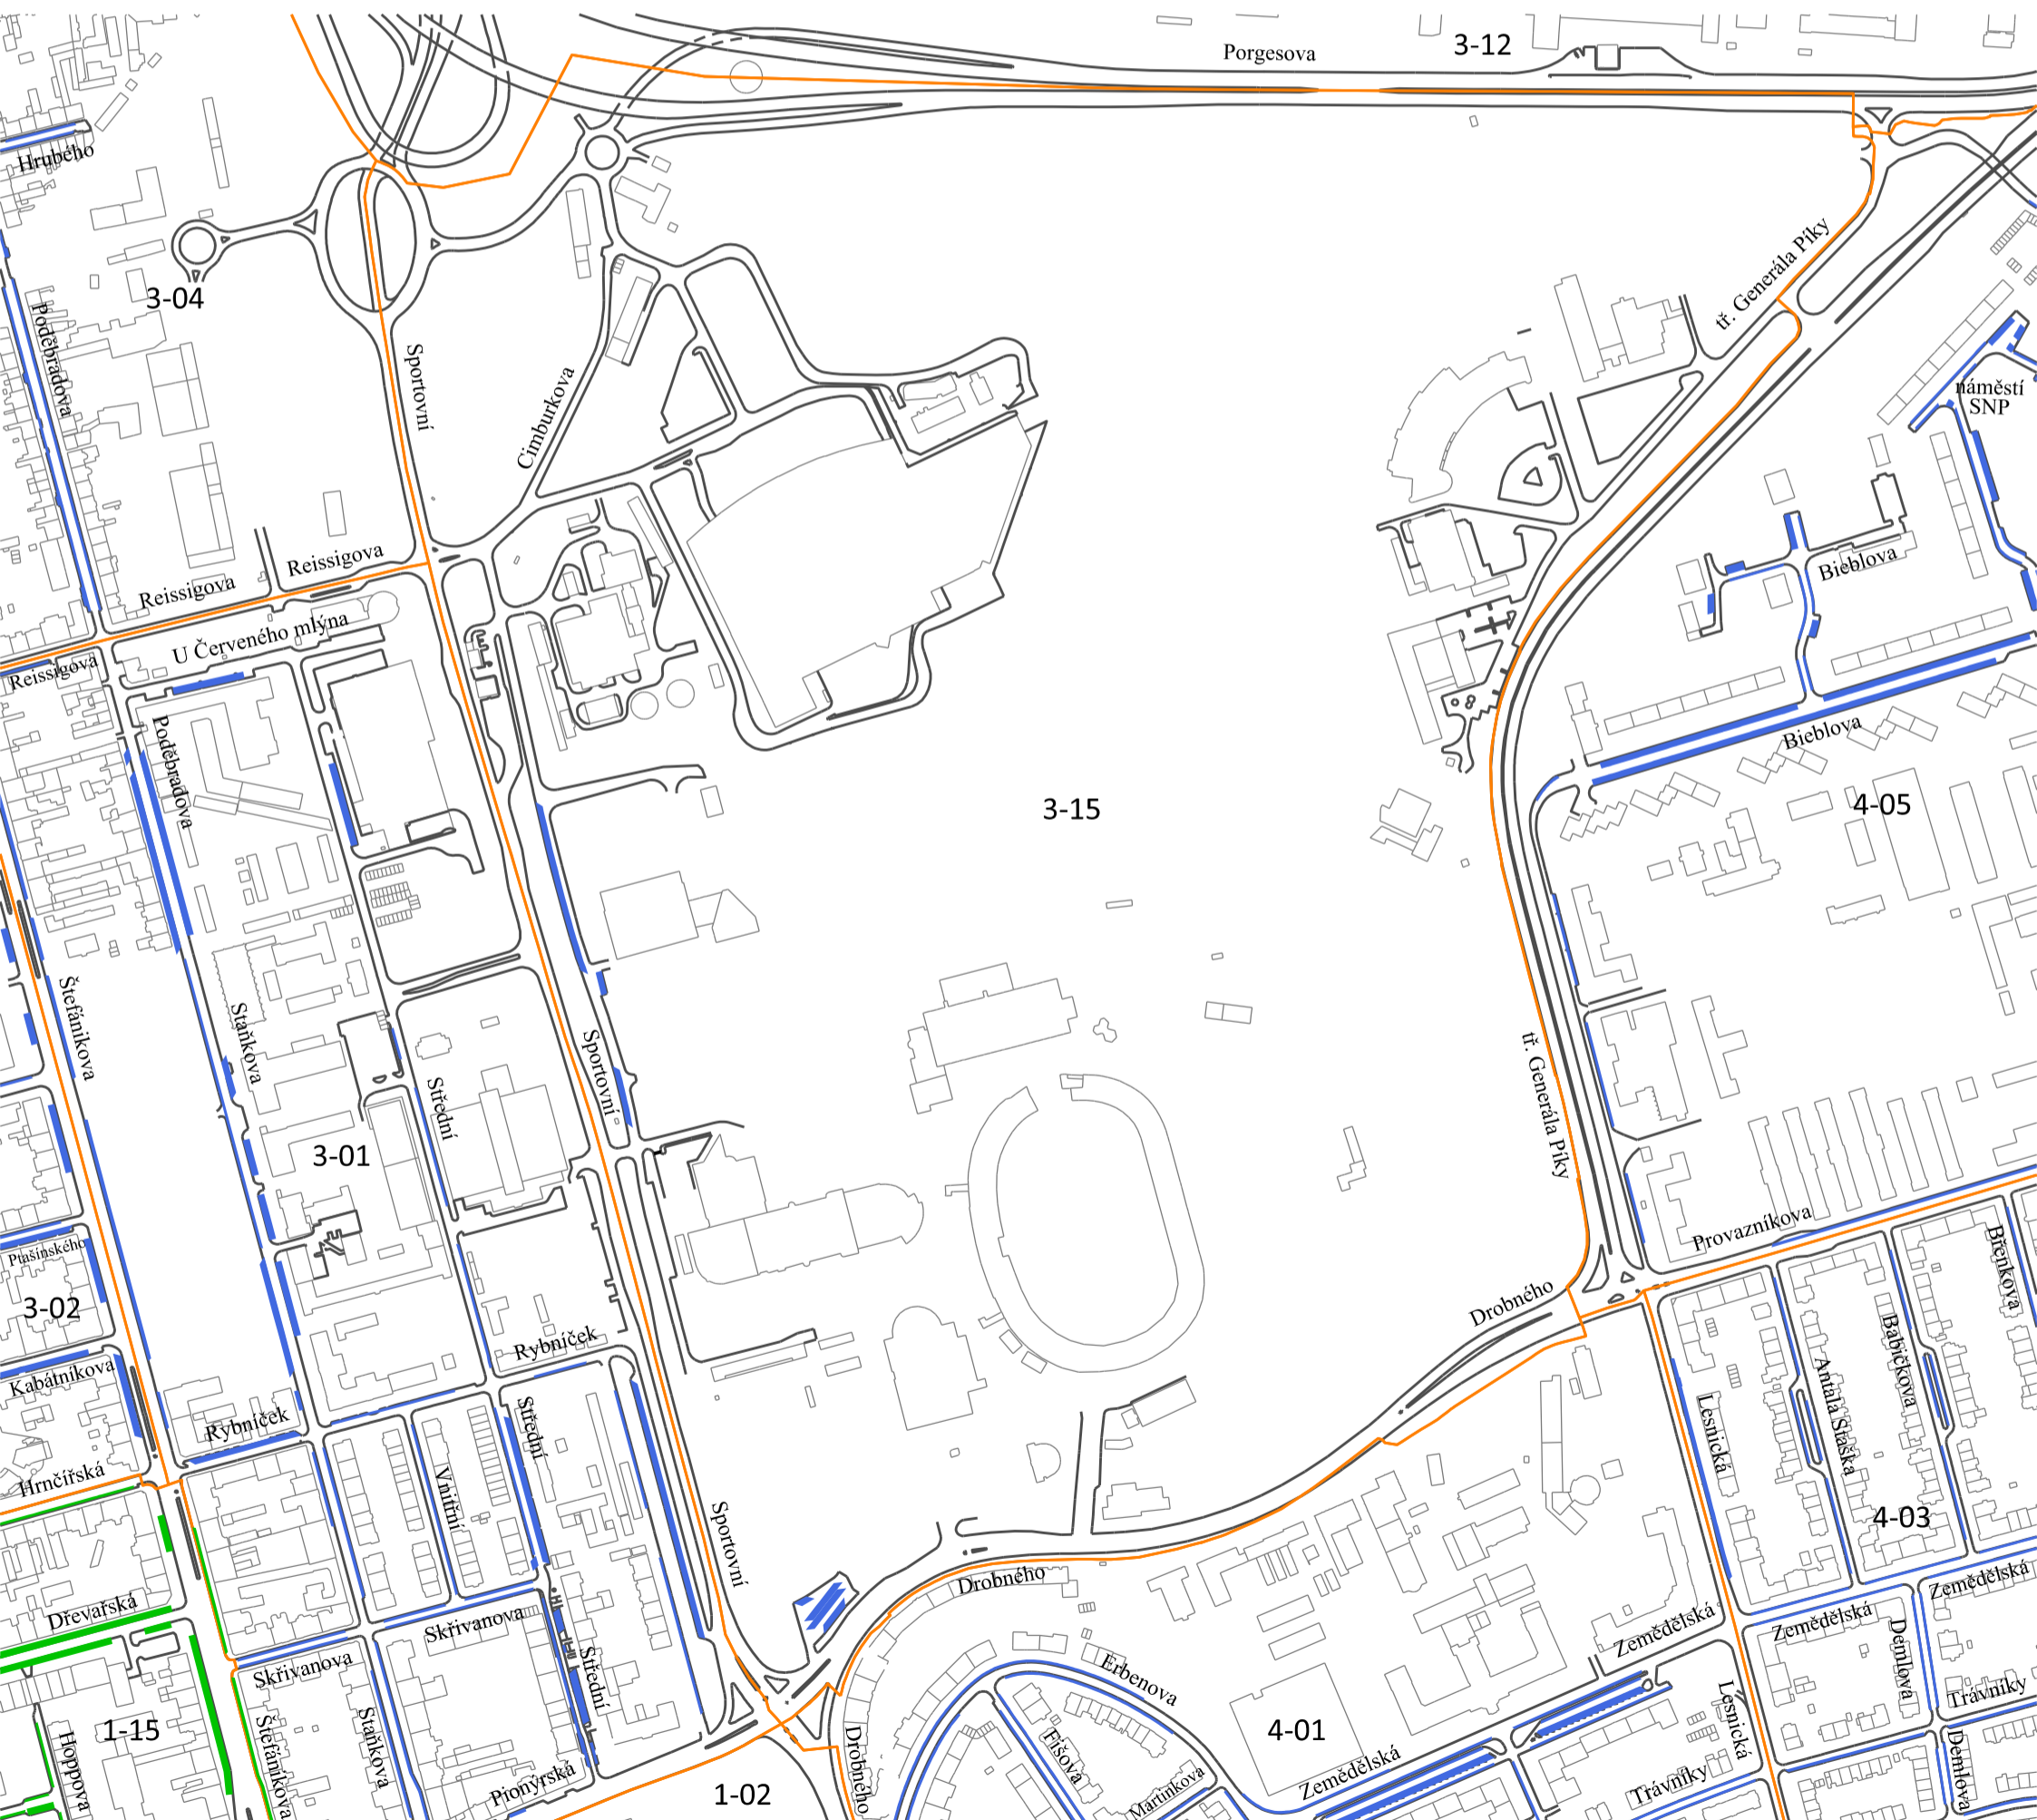 Porgesova
3-12
Hrubého
3-04
tř. Generála Píky
Poděbradova
Sportovní
Cimburkova
náměstí
SNP
Reissigova
Reissigova
Bieblova
U Červeného mlýna
Reissigova
Poděbradova
Bieblova
3-15
4-05
Štefánikova
Staňkova
Sportovní
tř. Generála Píky
Střední
3-01
Provazníkova
Břenkova
Ptašínského
3-02
Drobného
Rybníček
Babičkova
Kabátníkova
Antala Staška
Lesnická
Rybníček
Střední
Hrnčířská
Vnitřní
Sportovní
4-03
Drobného
Zemědělská
Dřevařská
Skřivanova
Zemědělská
Zemědělská
Demlova
Skřivanova
Střední
Erbenova
Trávníky
1-15
Hoppova
Štefánikova
Staňkova
4-01
Lesnická
Fišova
Drobného
Demlova
Zemědělská
Pionýrská
Martinkova
Trávníky
1-02